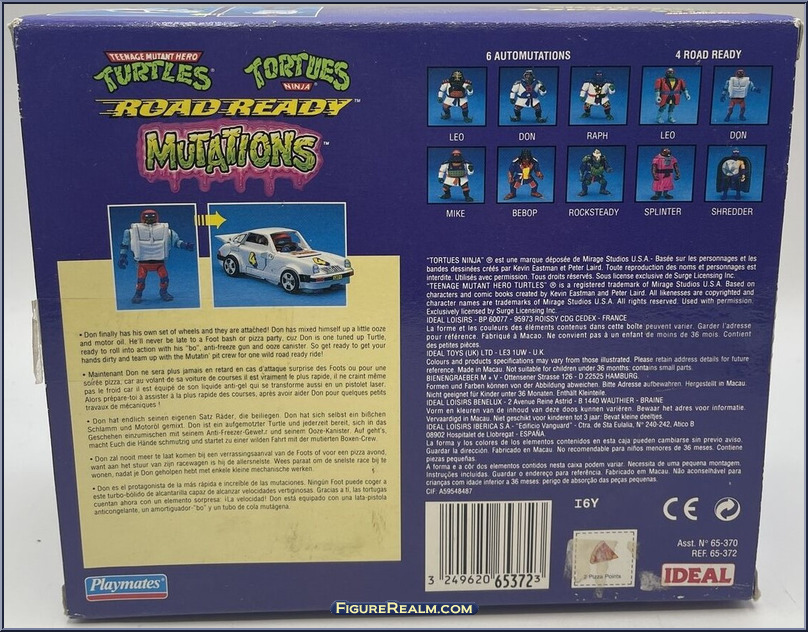 TEENAGE MUTANT HERO
TURTLES
TORTUES
NINJA
ROAD READY™
MUTATIONS™
4
• Don finally has his own set of wheels and they are attached! Don has mixed himself up a little ooze
and motor oil. He'll never be late to a Foot bash or pizza party, cuz Don is one tuned up Turtle,
ready to roll into action with his "bo", anti-freeze gun and ooze canister. So get ready to get your
hands dirty and team up with the Mutatin' pit crew for one wild road ready ride!
• Maintenant Don ne sera plus jamais en retard en cas d'attaque surprise des Foots ou pour une
soirée pizza, car au volant de sa voiture de courses il est vraiment le plus rapide, il ne craint même
pas le froid car il est équipé de son liquide anti-gel qui se transforme aussi en un pistolet laser.
Alors prépare-toi à assister à la plus rapide des courses, après avoir aider Don pour quelques petits
travaux de mécaniques !
• Don hat endlich seinen eigenen Satz Räder, die beiliegen. Don hat sich selbst ein bißchen
Schlamm und Motoröl gemixt. Don ist ein aufgemotzter Turtle und jederzeit bereit, sich in das
Geschehen einzumischen mit seinem Anti-Freezer-Gewehr und seinem Ooze-Kanister. Auf geht's,
macht Euch die Hände schmutzig und startet zu einer wilden Fahrt mit der mutierten Boxen-Crew.
• Don zal nooit meer te laat komen bij een verrassingsaanval van de Foots of voor een pizza avond,
want aan het stuur van zijn racewagen is hij de allersnelste. Wees paraat om de snelste race bij te
wonen, nadat je Don geholpen hebt met enkele kleine mechanische werken.
• Don es el protagonista de la más rápida e increíble de las mutaciones. Ningún Foot puede coger a
este turbo-bólido de alcantarilla capaz de alcanzar velocidades vertiginosas. Gracias a tí, las tortugas
cuentan ahora con un elemento sorpresa: ¡La velocidad! Don está equipado con una lata-pistola
anticongelante, un amortiguador-"bo" y un tubo de cola mutágena.
Playmates®
6 AUTOMUTATIONS
4 ROAD READY
LEO
DON
RAPH
LEO
DON
MIKE
BEBOP
ROCKSTEADY
SPLINTER
SHREDDER
"TORTUES NINJA" ® est une marque déposée de Mirage Studios U.S.A - Basée sur les personnages et les
bandes dessinées créés par Kevin Eastman et Peter Laird. Toute reproduction des noms et personnages est
interdite. Utilisés avec permission. Tous droits réservés. Sous license exclusive de Surge Licensing Inc.
"TEENAGE MUTANT HERO TURTLES" ® is a registered trademark of Mirage Studios U.S.A. Based on
characters and comic books created by Kevin Eastman and Peter Laird. All likenesses are copyrighted and
character names are trademarks of Mirage Studios U.S.A. All rights reserved. Used with permission.
Exclusively licensed by Surge Licensing Inc.
IDEAL LOISIRS - BP 60077 - 95973 ROISSY CDG CEDEX - FRANCE
La forme et les couleurs des éléments contenus dans cette boîte peuvent varier. Garder l'adresse
pour référence. Fabriqué à Macau. Ne convient pas à un enfant de moins de 36 mois. Contient
des petites pièces.
IDEAL TOYS (UK) LTD - LE3 1UW - U.K
Colours and products specifications may vary from those illustrated. Please retain address details for future
reference. Made in Macau. Not suitable for children under 36 months: contains small parts.
BIENENGRAEBER M + V - Ottensener Strasse 126 - D 22525 HAMBURG.
Formen und Farben können von der Abbildung abweichen. Bitte Adresse aufbewahren. Hergestellt in Macau.
Nicht geeignet für Kinder unter 36 Monaten. Enthält Kleinteile.
IDEAL LOISIRS BENELUX - 2 Avenue Reine Astrid - B 1440 WAUTHIER - BRAINE
Vorm en kleuren van de inhoud van deze doos kunnen variëren. Bewaar het adres voor informatie.
Vervaardigd in Macau. Niet geschikt voor kinderen tot 3 jaar. Bevat kleine deeltjes.
IDEAL LOISIRS IBERICA S.A - "Edificio Vanguard" - Ctra. de Sta. Eulalia, N° 240-242, Atico B
08902 Hospitalet de Llobregat - ESPAÑA
La forma y los colores de los elementos contenidos en esta caja pueden cambiarse sin previo aviso.
Guardar la dirección. Fabricado en Macau. No recomendable para niños menores de 36 meses. Contiene
piezas pequeñas.
A forma e a côr dos elementos contidos nesta caixa podem variar. Necessita de uma pequena montagem.
Instruções incluidas. Guardar o endereço para referência. Fabricado em Macau. Não aconselhável para
crianças com idade inferior a 36 meses: perigo de absorção das peças pequenas.
CIF: A59548487
I6Y
CE
3 249620 653723
2 Pizza Points
Asst. N° 65-370
REF. 65-372
IDEAL
FIGUREREALM.COM